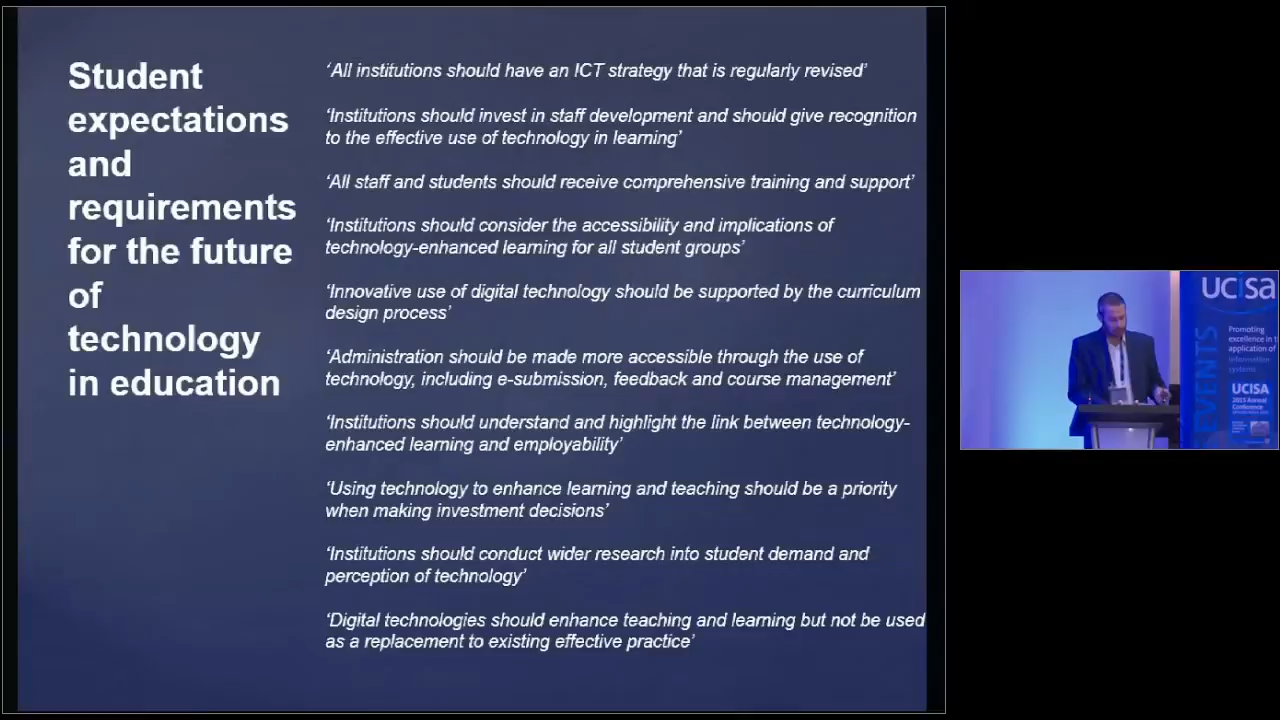 Student
expectations
and
requirements
for the future
of
technology
in education
‘All institutions should have an ICT strategy that is regularly revised’
‘Institutions should invest in staff development and should give recognition
to the effective use of technology in learning’
‘All staff and students should receive comprehensive training and support’
‘Institutions should consider the accessibility and implications of
technology-enhanced learning for all student groups’
‘Innovative use of digital technology should be supported by the curriculum
design process’
‘Administration should be made more accessible through the use of
technology, including e-submission, feedback and course management’
‘Institutions should understand and highlight the link between technology-
enhanced learning and employability’
‘Using technology to enhance learning and teaching should be a priority
when making investment decisions’
‘Institutions should conduct wider research into student demand and
perception of technology’
‘Digital technologies should enhance teaching and learning but not be used
as a replacement to existing effective practice’
UCISA
EVENTS
Promoting
excellence in t
application of
information
systems
UCISA
2015 Annual
Conference